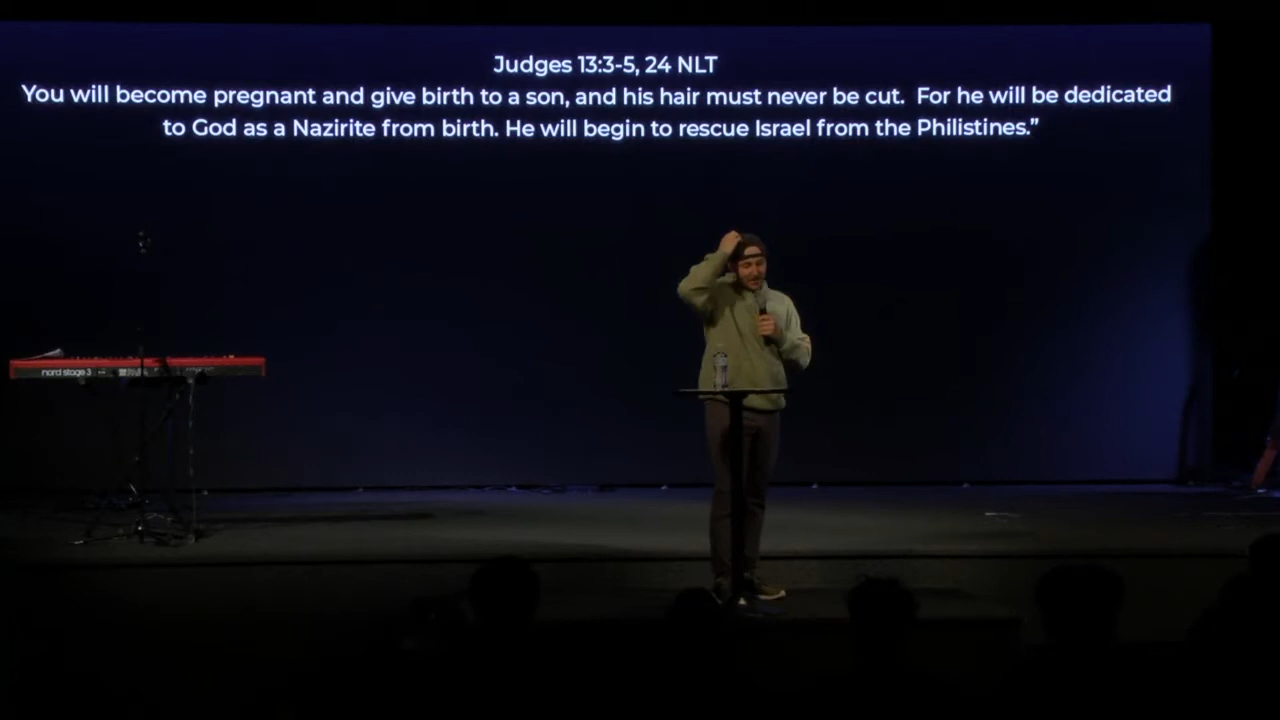 Judges 13:3-5, 24 NLT
You will become pregnant and give birth to a son, and his hair must never be cut.  For he will be dedicated
to God as a Nazirite from birth. He will begin to rescue Israel from the Philistines.”
nord stage 3